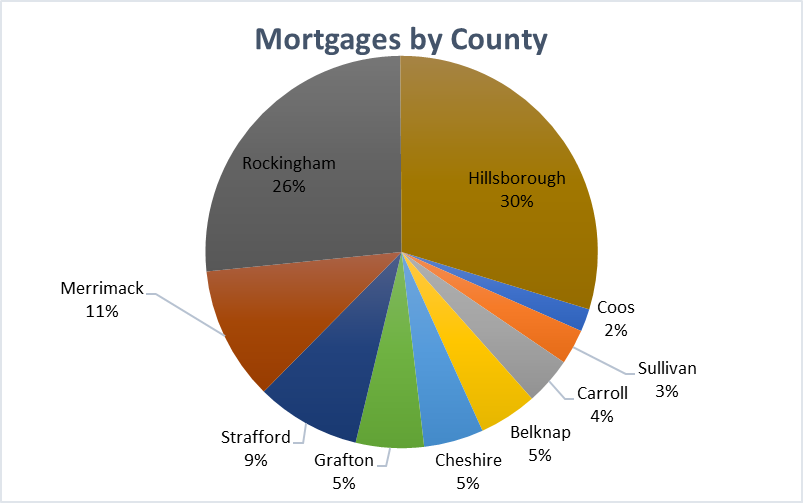 Mortgages by County
Rockingham
26%
Hillsborough
30%
Merrimack
11%
Coos
2%
Sullivan
3%
Carroll
4%
Strafford
9%
Grafton
5%
Cheshire
5%
Belknap
5%